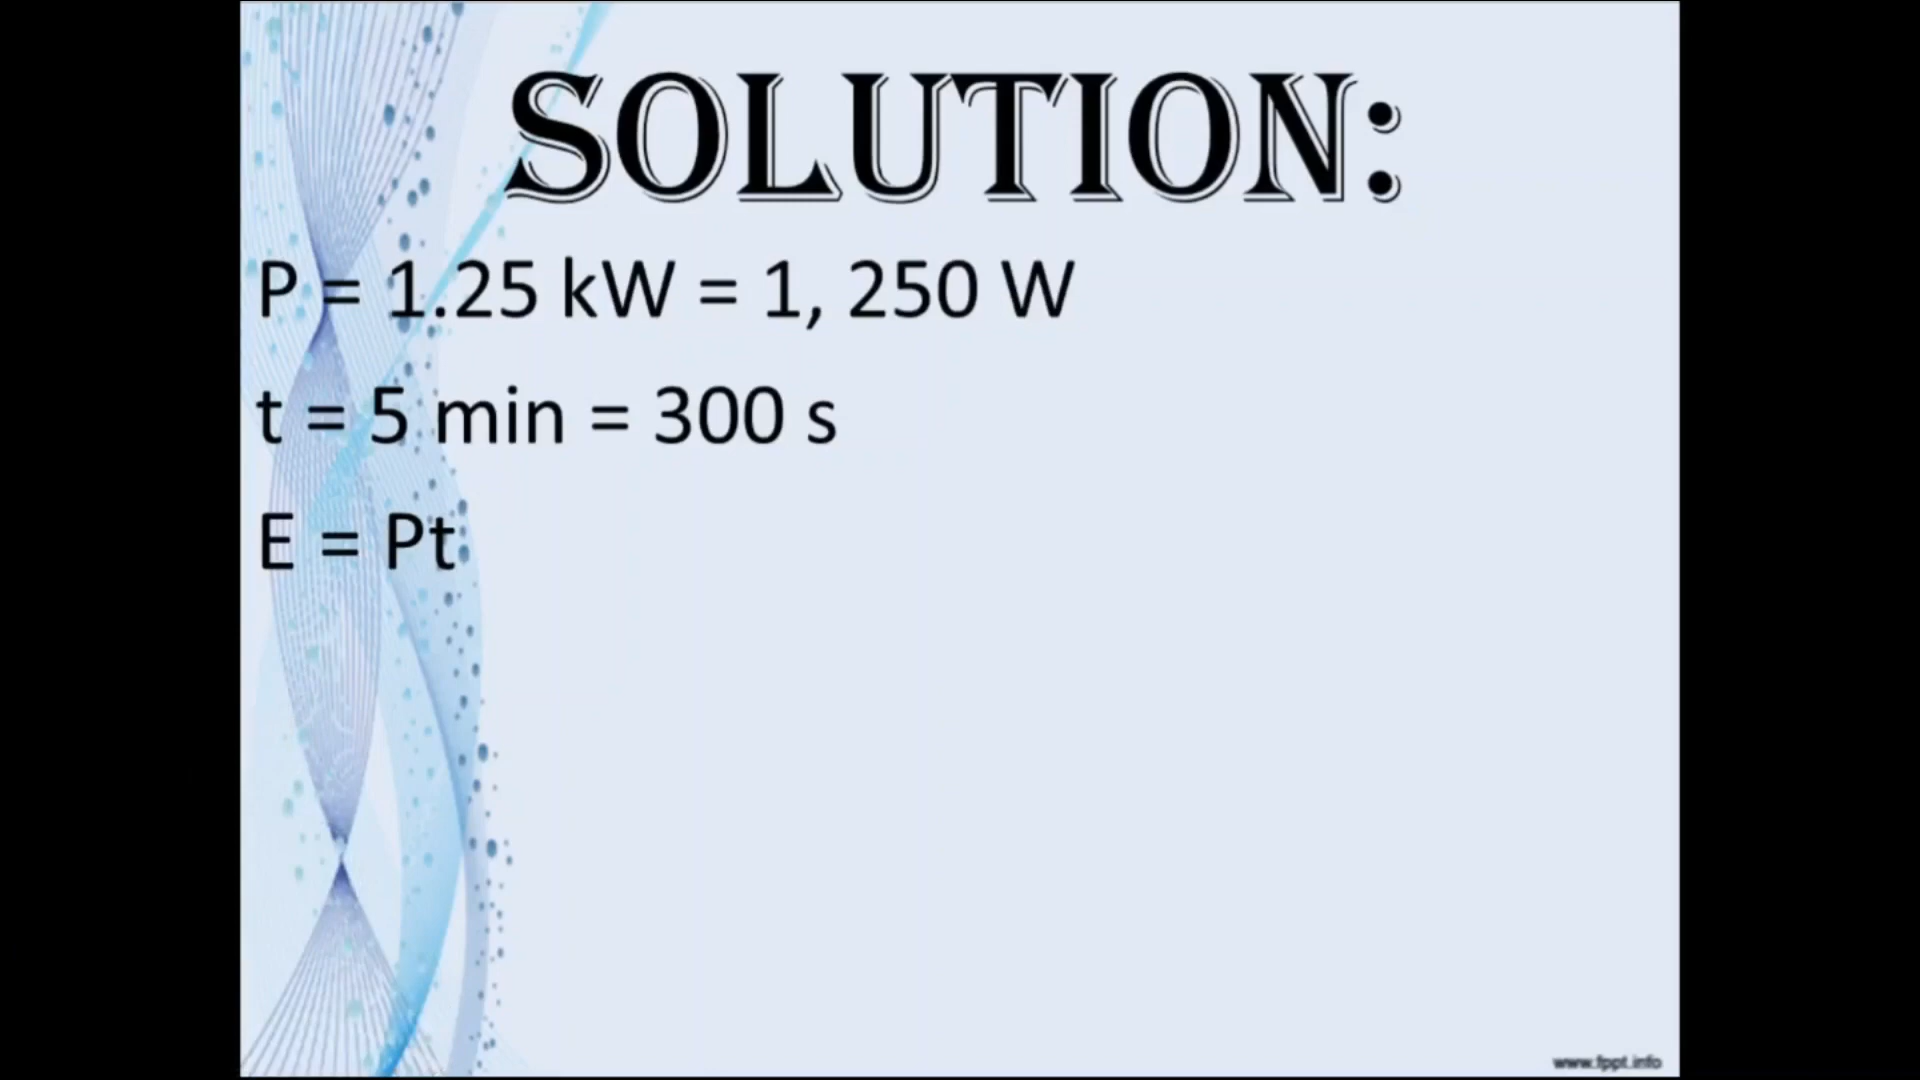 SOLUTION:
P = 1.25 kW = 1, 250 W
t = 5 min = 300 s
E = Pt
www.fppt.info